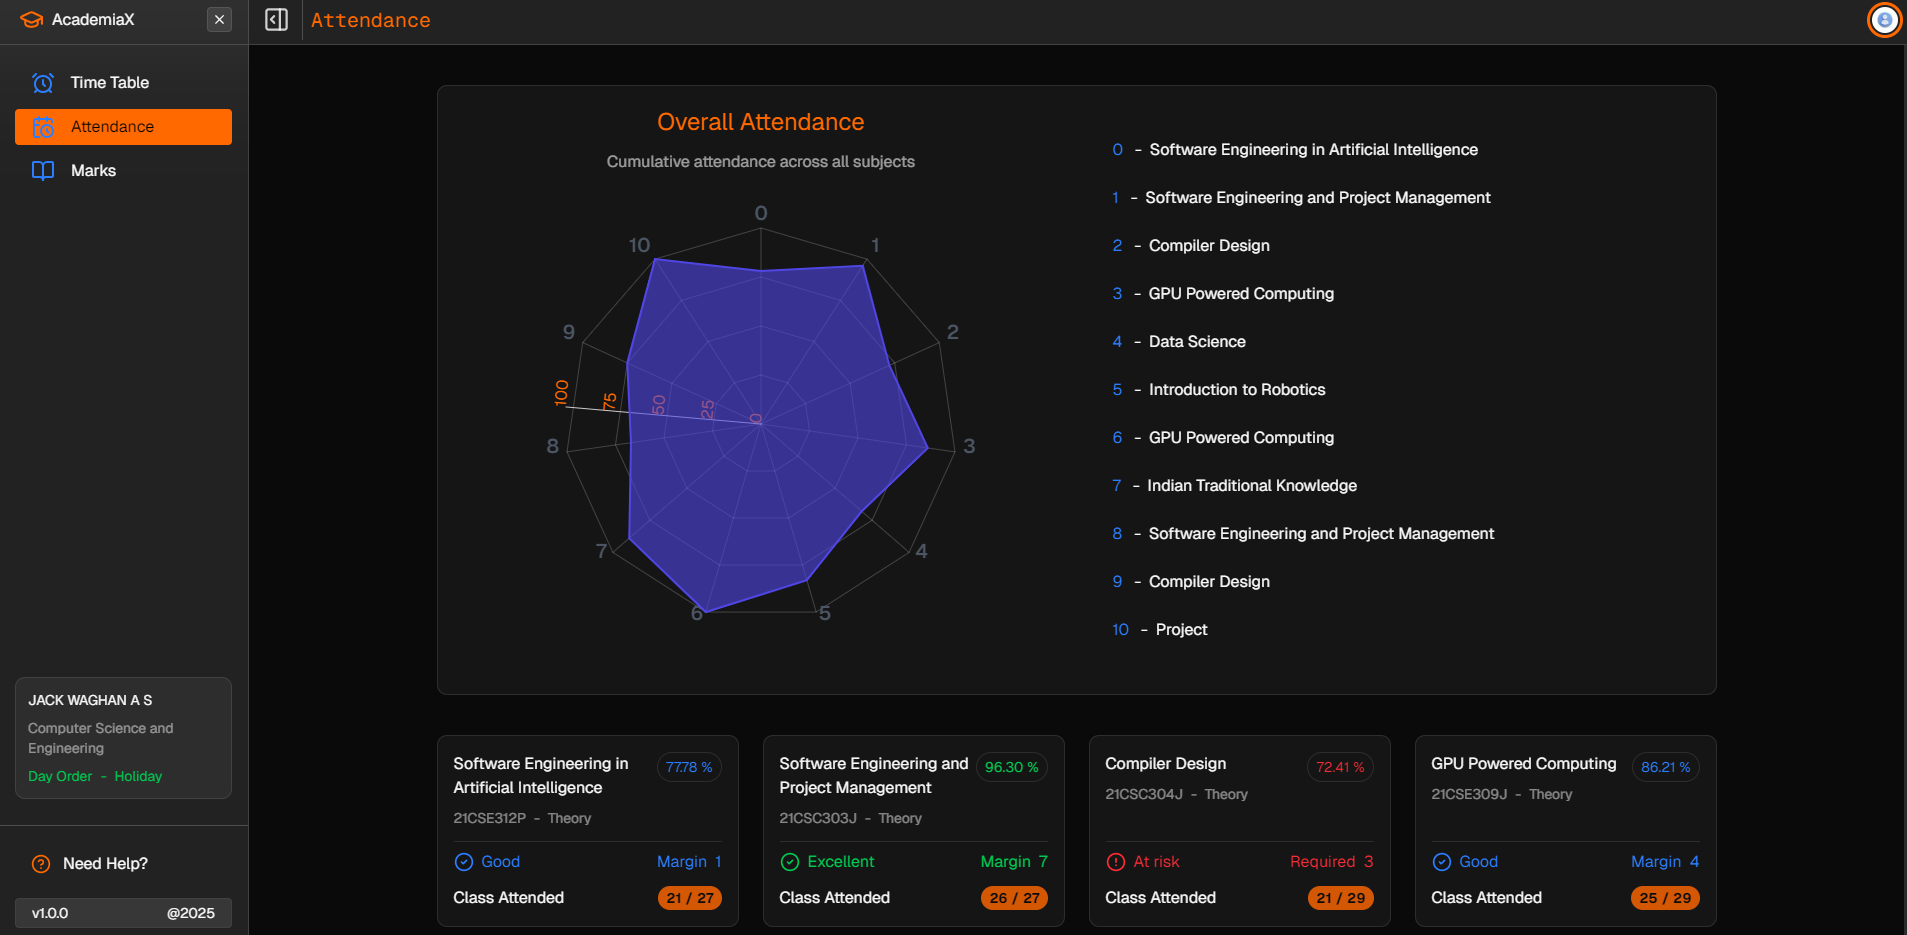 AcademiaX
Attendance
Time Table
Attendance
Marks
Overall Attendance
Cumulative attendance across all subjects
0
1
2
3
4
5
6
7
8
9
10
100
75
50
25
0
0 - Software Engineering in Artificial Intelligence
1 - Software Engineering and Project Management
2 - Compiler Design
3 - GPU Powered Computing
4 - Data Science
5 - Introduction to Robotics
6 - GPU Powered Computing
7 - Indian Traditional Knowledge
8 - Software Engineering and Project Management
9 - Compiler Design
10 - Project
JACK WAGHAN A S
Computer Science and
Engineering
Day Order - Holiday
Need Help?
v1.0.0 @2025
Software Engineering in
Artificial Intelligence
77.78 %
21CSE312P - Theory
Good Margin 1
Class Attended 21 / 27
Software Engineering and
Project Management
96.30 %
21CSC303J - Theory
Excellent Margin 7
Class Attended 26 / 27
Compiler Design
72.41 %
21CSC304J - Theory
At risk Required 3
Class Attended 21 / 29
GPU Powered Computing
86.21 %
21CSE309J - Theory
Good Margin 4
Class Attended 25 / 29